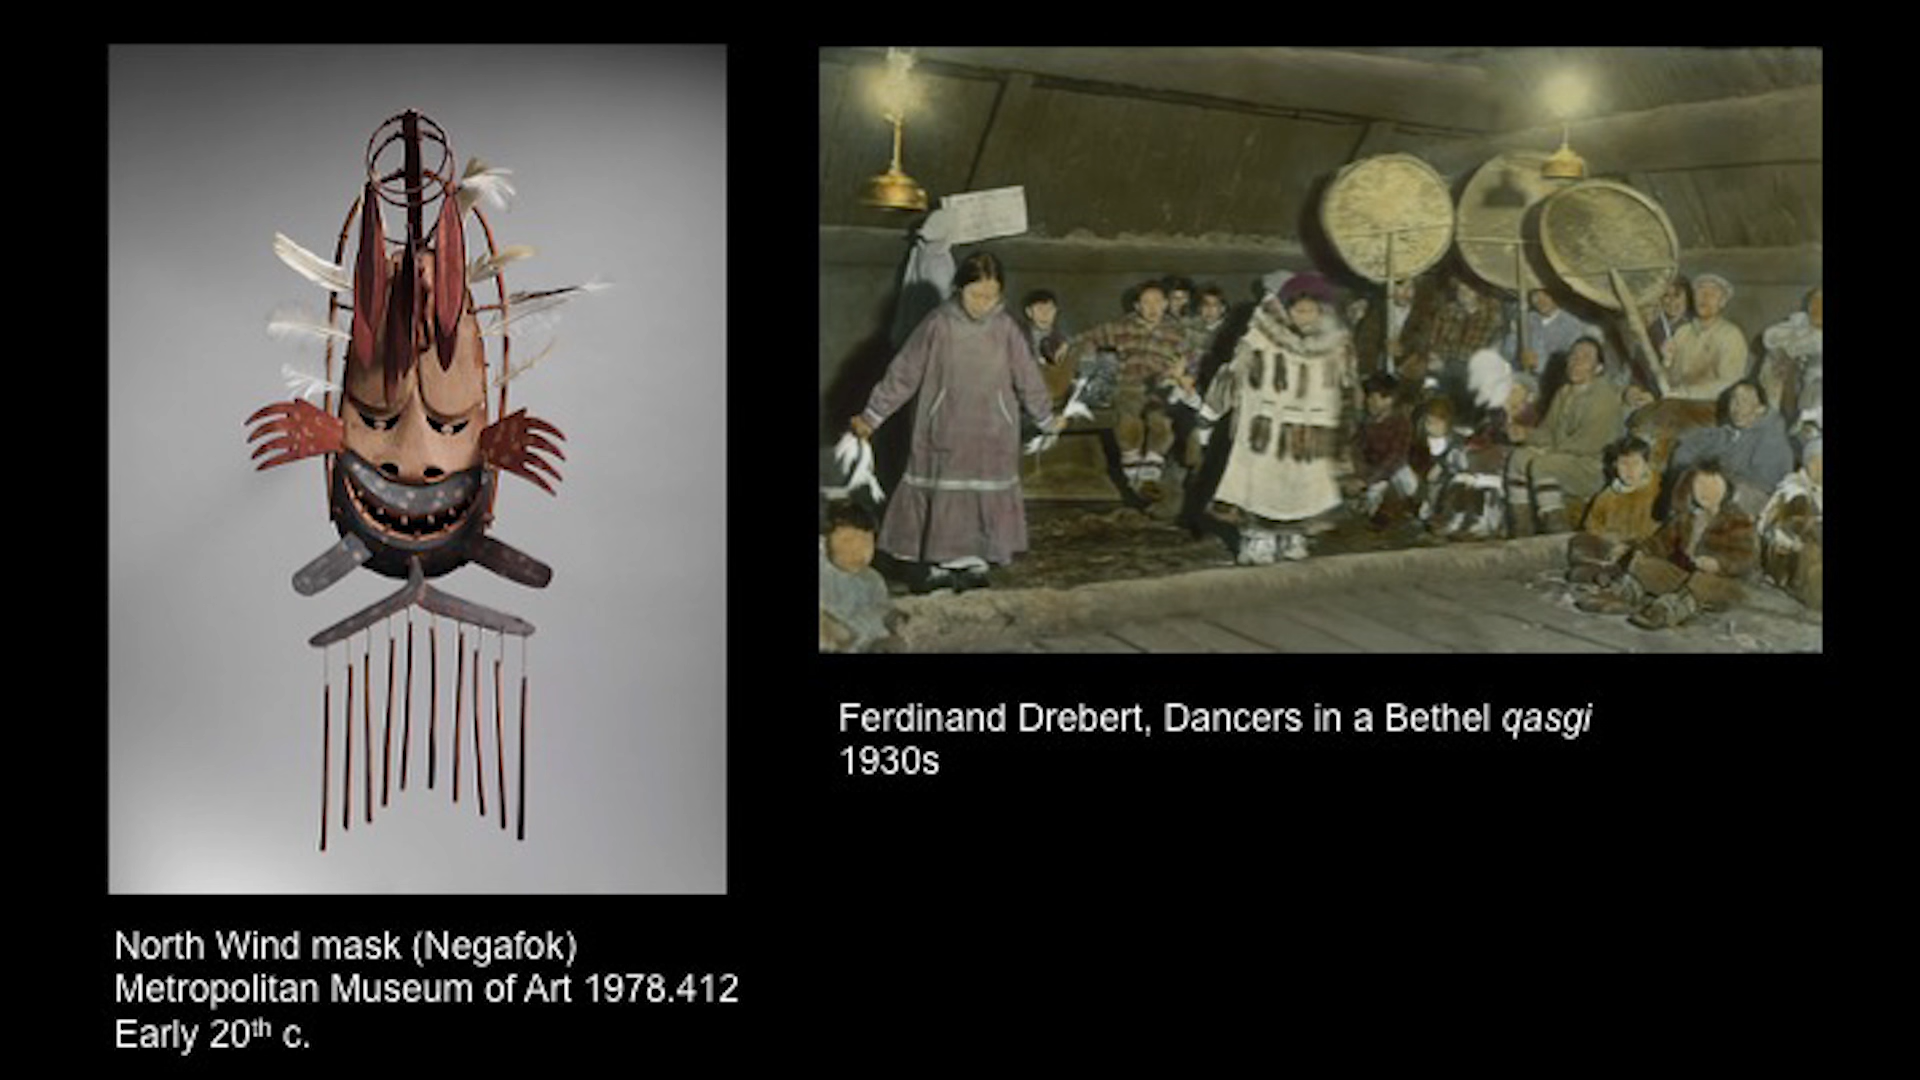 Ferdinand Drebert, Dancers in a Bethel qasgi
1930s
North Wind mask (Negafok)
Metropolitan Museum of Art 1978.412
Early 20th c.